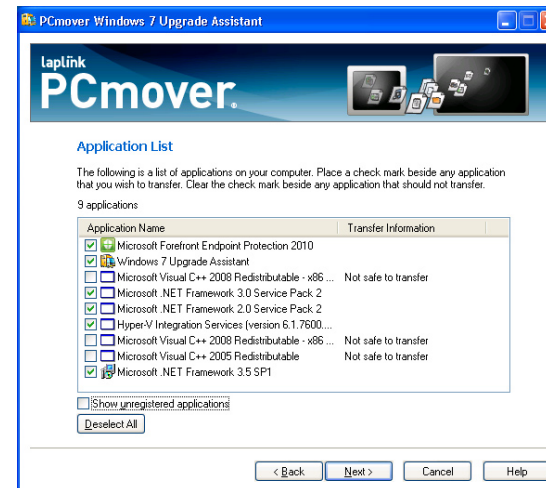 PCmover Windows 7 Upgrade Assistant
laplink
PCmover.
Application List
The following is a list of applications on your computer. Place a check mark beside any application
that you wish to transfer. Clear the check mark beside any application that should not transfer.
9 applications
Application Name Transfer Information
Microsoft Forefront Endpoint Protection 2010
Windows 7 Upgrade Assistant
Microsoft Visual C++ 2008 Redistributable - x86 ... Not safe to transfer
Microsoft .NET Framework 3.0 Service Pack 2
Microsoft .NET Framework 2.0 Service Pack 2
Hyper-V Integration Services (version 6.1.7600....
Microsoft Visual C++ 2008 Redistributable - x86 ... Not safe to transfer
Microsoft Visual C++ 2005 Redistributable Not safe to transfer
Microsoft .NET Framework 3.5 SP1
Show unregistered applications
Deselect All
< Back Next > Cancel Help